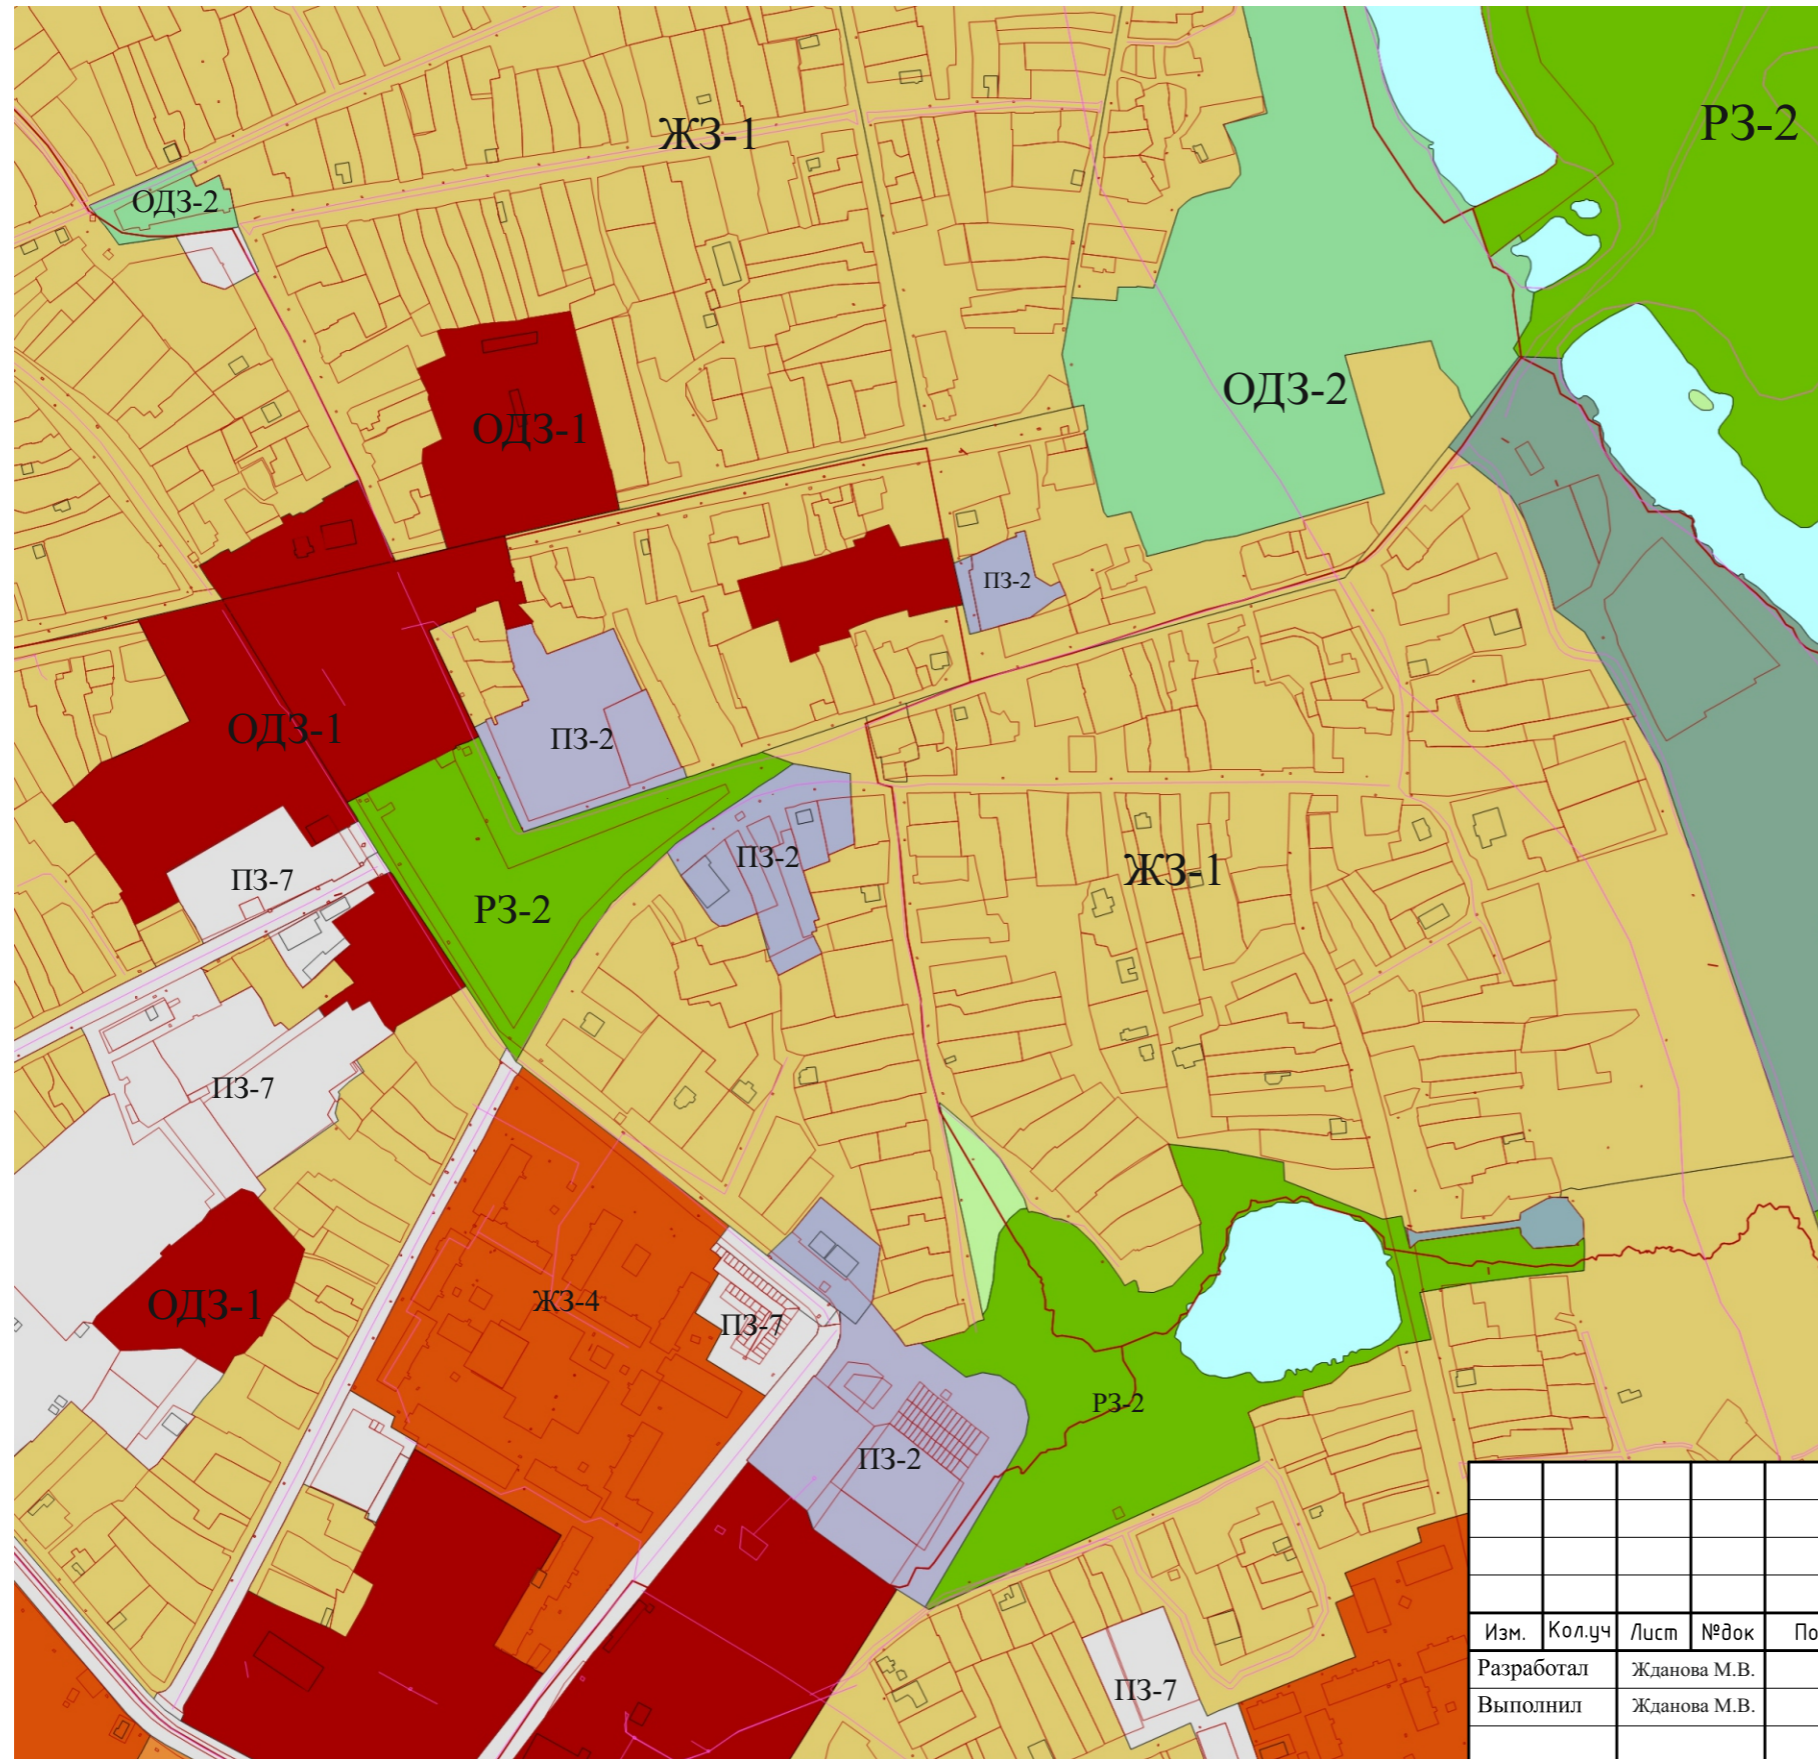 РЗ-2
ЖЗ-1
ОДЗ-2
ОДЗ-2
ОДЗ-1
ПЗ-2
ОДЗ-1
ПЗ-2
ПЗ-2
ЖЗ-1
ПЗ-7
РЗ-2
ПЗ-7
ОДЗ-1
ЖЗ-4
ПЗ-7
РЗ-2
ПЗ-2
ПЗ-7
Изм. Кол.уч Лист №док По
Разработал Жданова М.В.
Выполнил Жданова М.В.